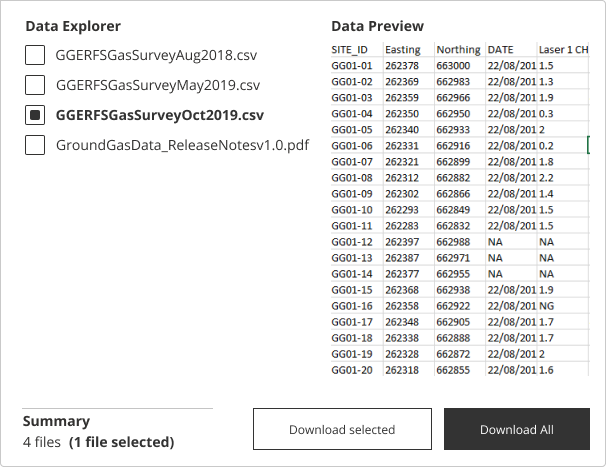 Data Explorer
GGERFSGasSurveyAug2018.csv
GGERFSGasSurveyMay2019.csv
GGERFSGasSurveyOct2019.csv
GroundGasData_ReleaseNotesv1.0.pdf
Data Preview
SITE_ID Easting Northing DATE Laser 1 CH
GG01-01 262378 663000 22/08/201 1.5
GG01-02 262369 662983 22/08/201 1.3
GG01-03 262359 662966 22/08/201 1.9
GG01-04 262350 662950 22/08/201 0.3
GG01-05 262340 662933 22/08/201 2
GG01-06 262331 662916 22/08/201 0.2
GG01-07 262321 662899 22/08/201 1.8
GG01-08 262312 662882 22/08/201 2.2
GG01-09 262302 662866 22/08/201 1.4
GG01-10 262293 662849 22/08/201 1.5
GG01-11 262283 662832 22/08/201 1.5
GG01-12 262397 662988 NA NA
GG01-13 262387 662971 NA NA
GG01-14 262377 662955 NA NA
GG01-15 262368 662938 22/08/201 1.9
GG01-16 262358 662922 22/08/201 NG
GG01-17 262348 662905 22/08/201 1.7
GG01-18 262338 662888 22/08/201 1.7
GG01-19 262328 662872 22/08/201 2
GG01-20 262318 662855 22/08/201 1.6
Summary
4 files (1 file selected)
Download selected
Download All